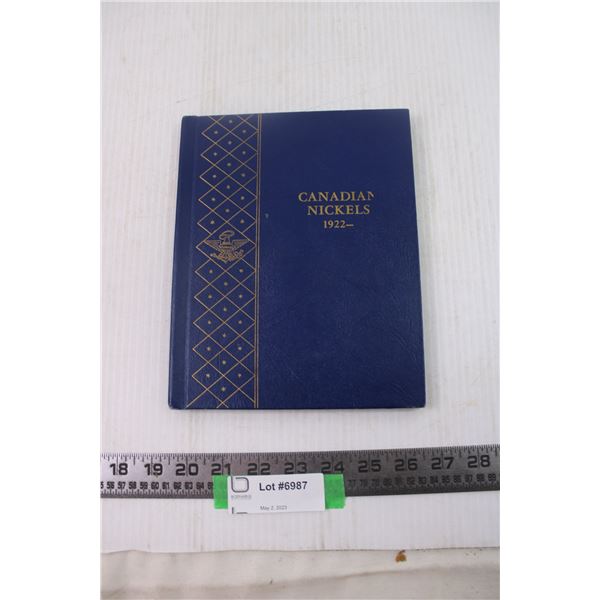 CANADIAN
NICKELS
1922—
18 19 20 21 22 23 24 25 26 27 28
Lot #6987
May 2, 2023